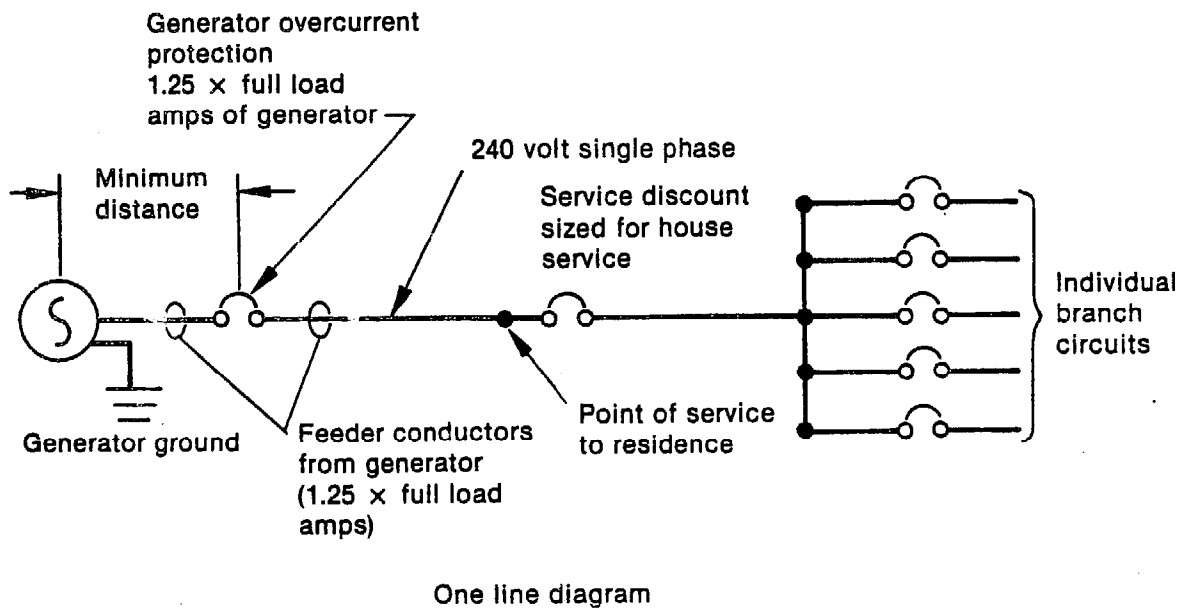 Generator overcurrent
protection
1.25 × full load
amps of generator
240 volt single phase
Minimum
distance
Service discount
sized for house
service
Individual
branch
circuits
Generator ground
Feeder conductors
from generator
(1.25 × full load
amps)
Point of service
to residence
One line diagram